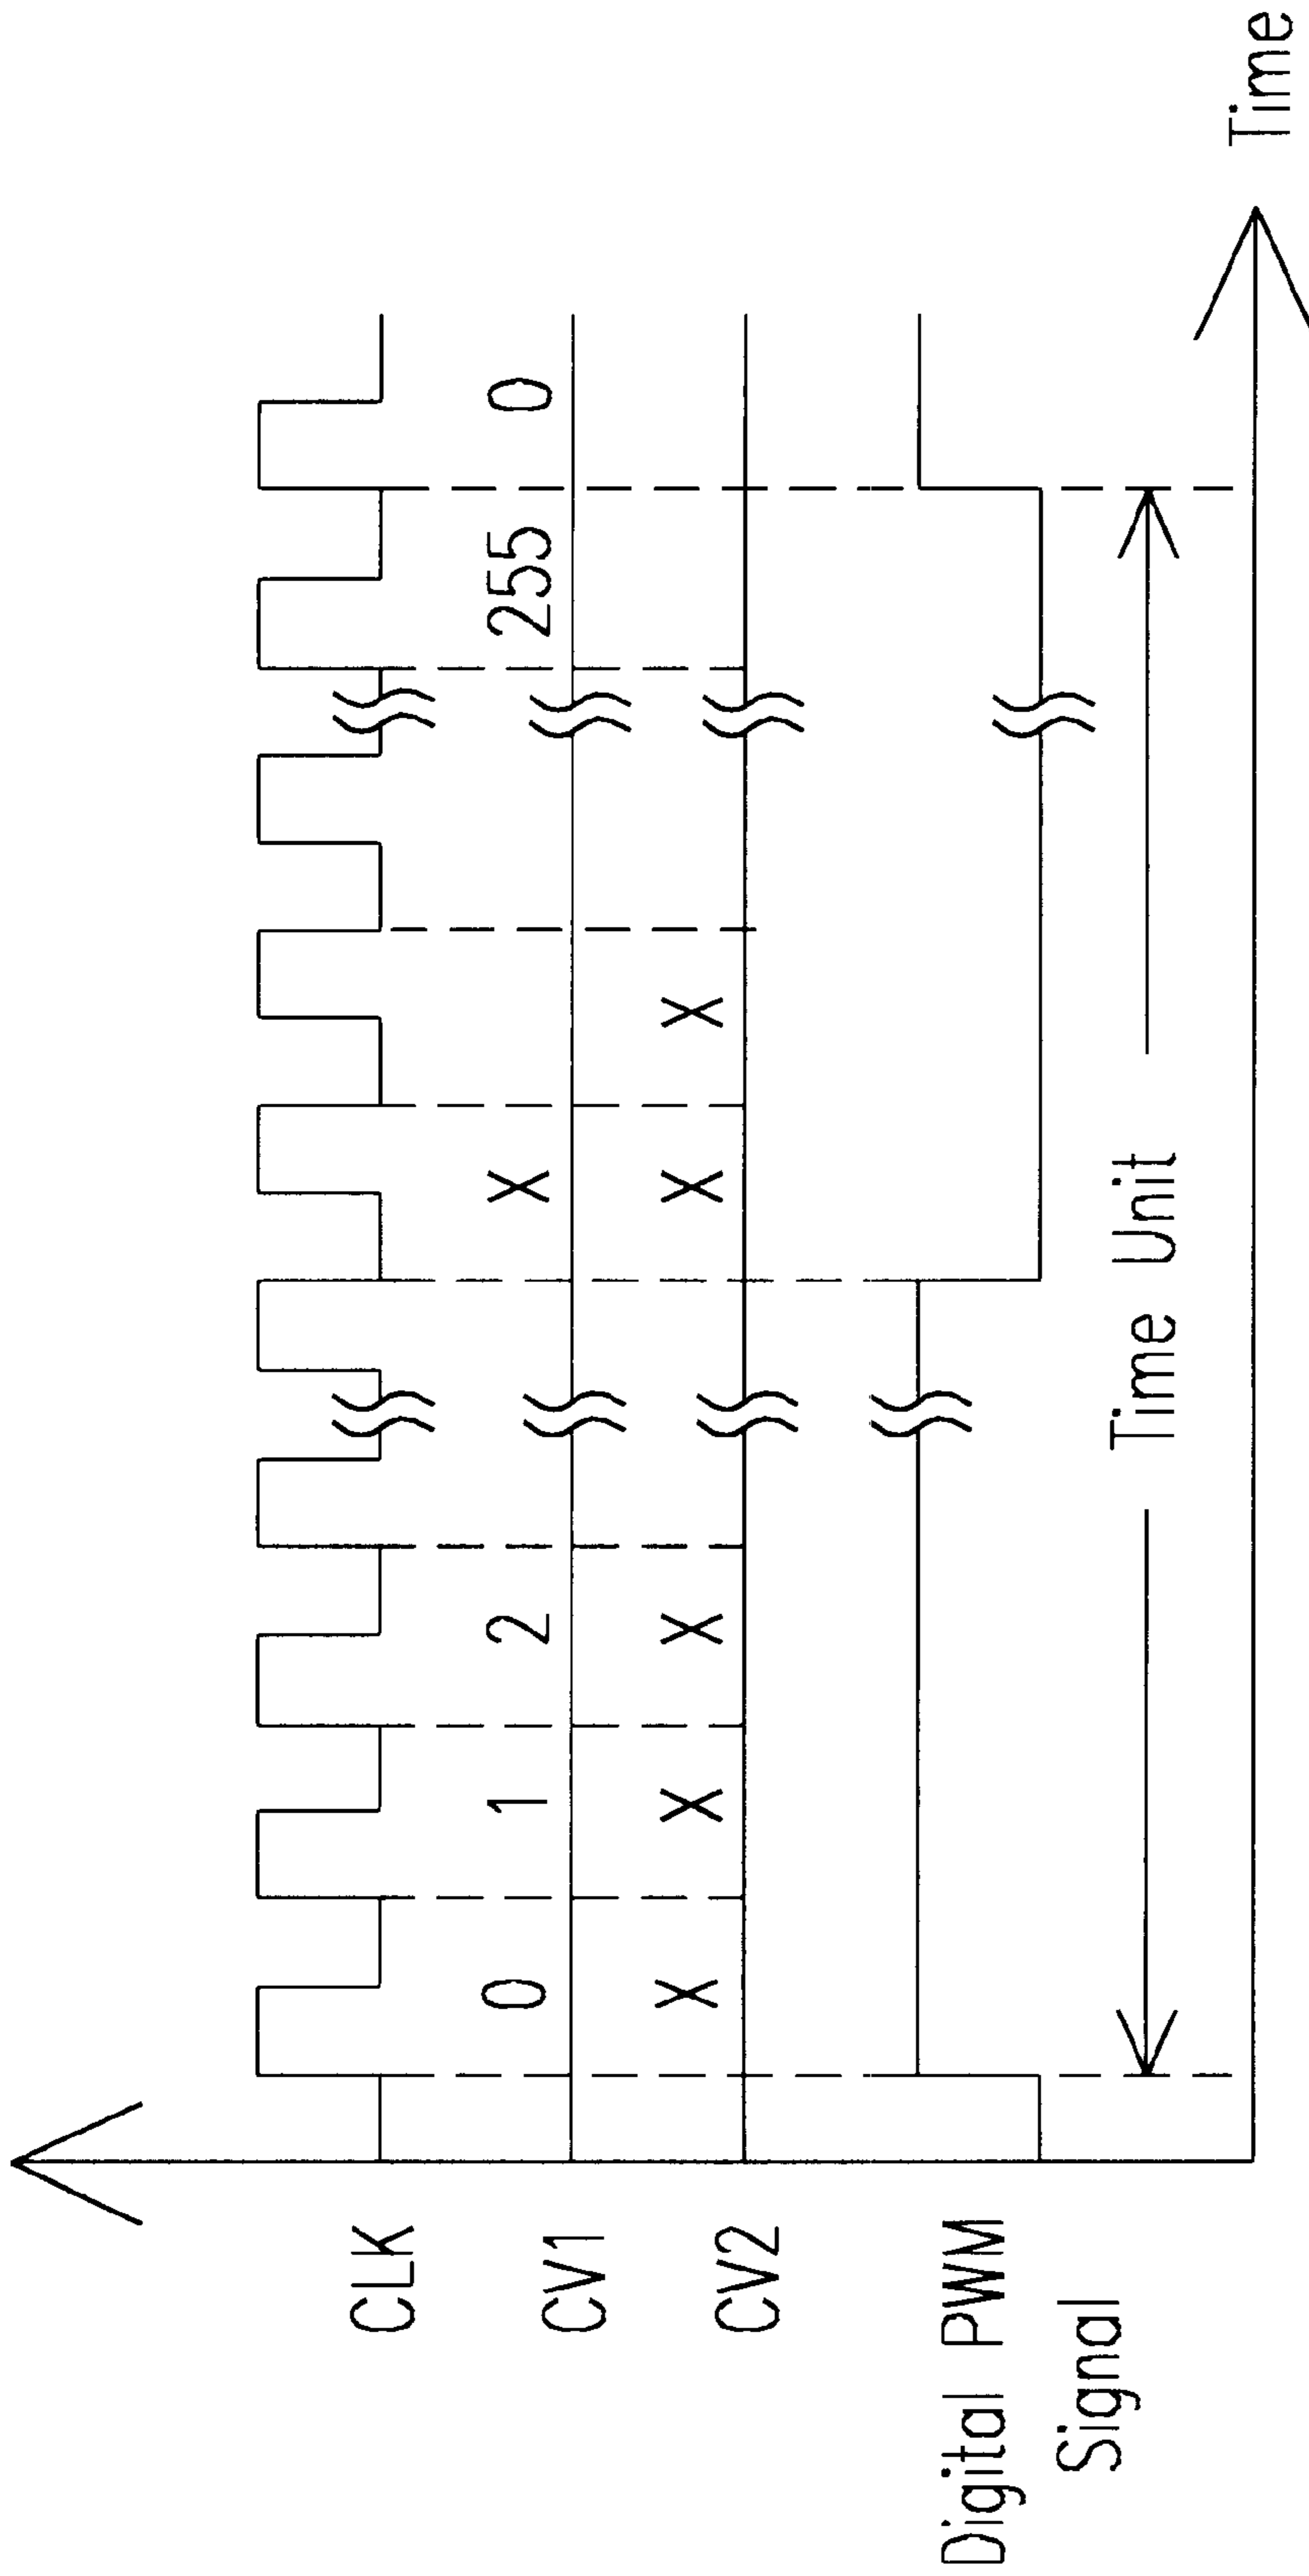 CLK
CV1 0 1 2 X 255 0
CV2 X X X X X
Digital PWM
Signal
Time Unit
Time